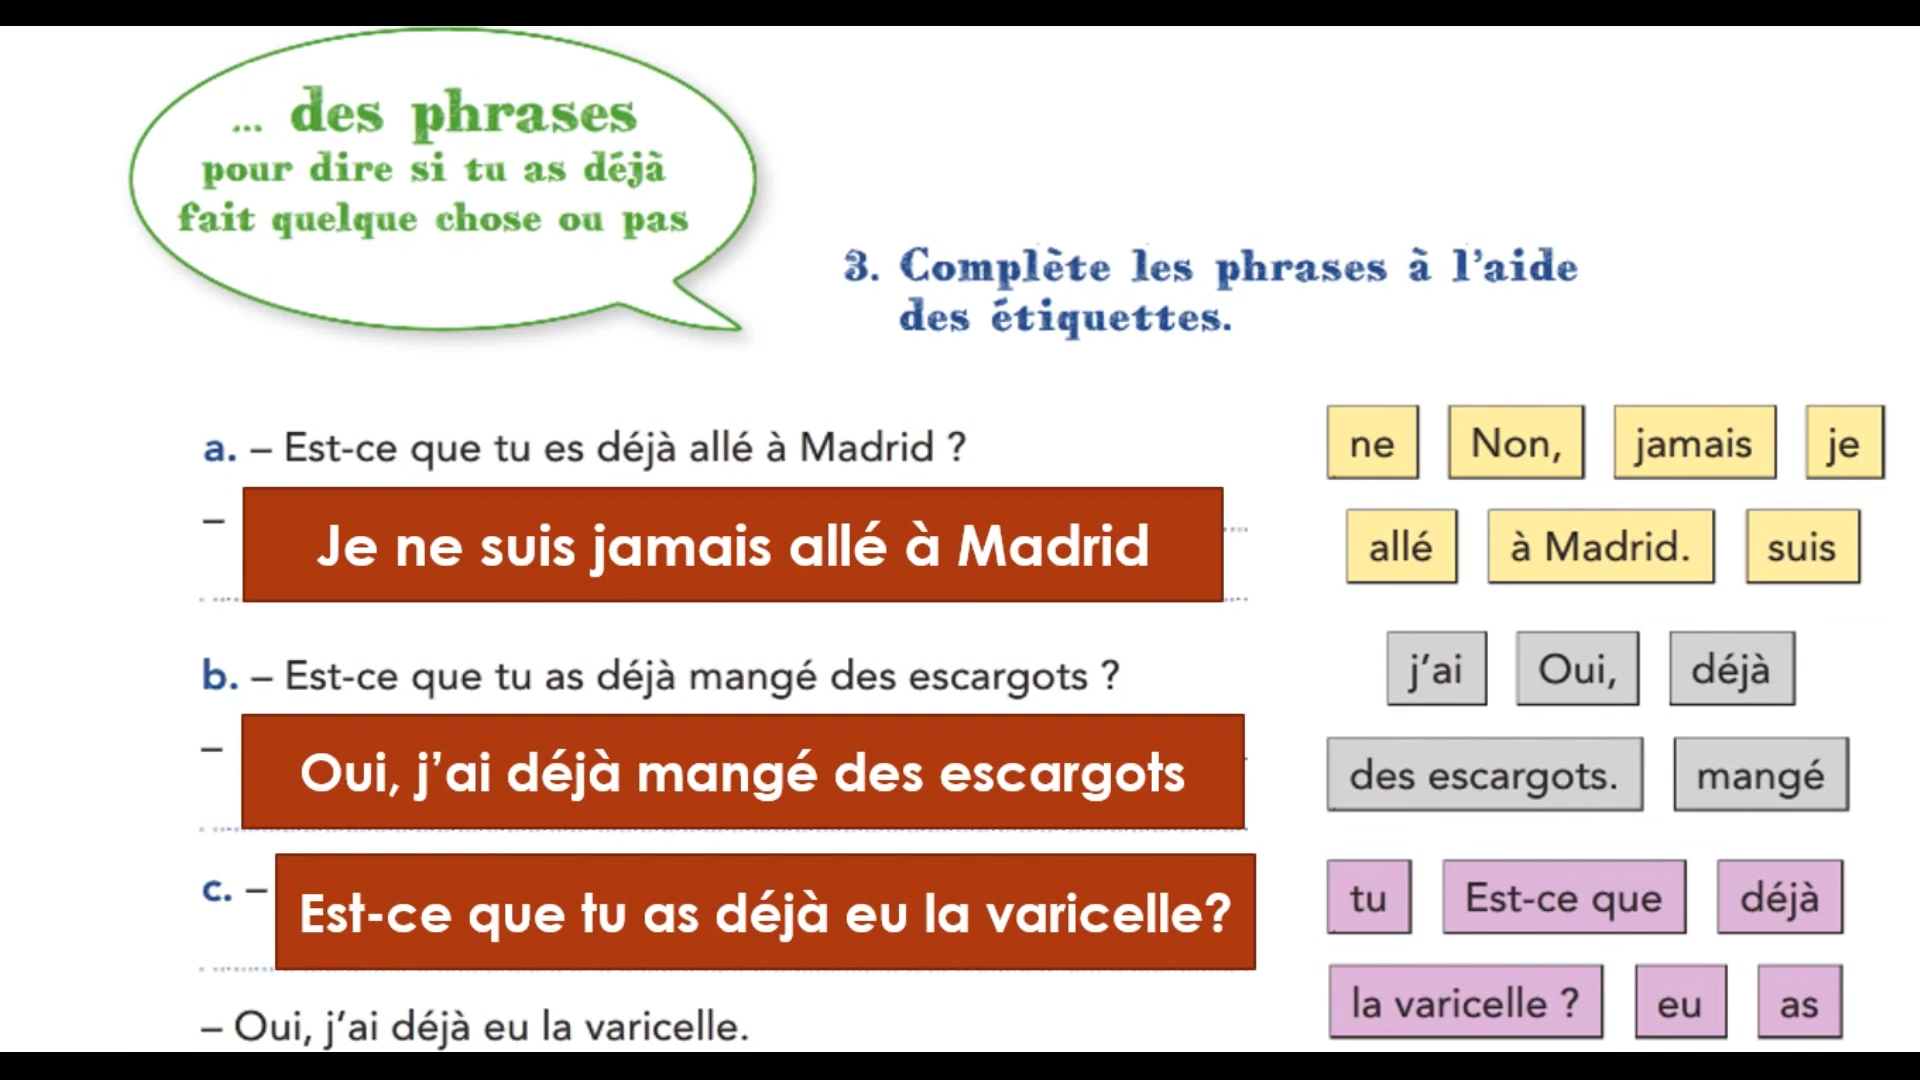 ... des phrases
pour dire si tu as déjà
fait quelque chose ou pas
3. Complète les phrases à l'aide
des étiquettes.
a. – Est-ce que tu es déjà allé à Madrid ?
– Je ne suis jamais allé à Madrid
ne Non, jamais je
allé à Madrid. suis
b. – Est-ce que tu as déjà mangé des escargots ?
– Oui, j'ai déjà mangé des escargots
j'ai Oui, déjà
des escargots. mangé
c. – Est-ce que tu as déjà eu la varicelle?
– Oui, j'ai déjà eu la varicelle.
tu Est-ce que déjà
la varicelle ? eu as